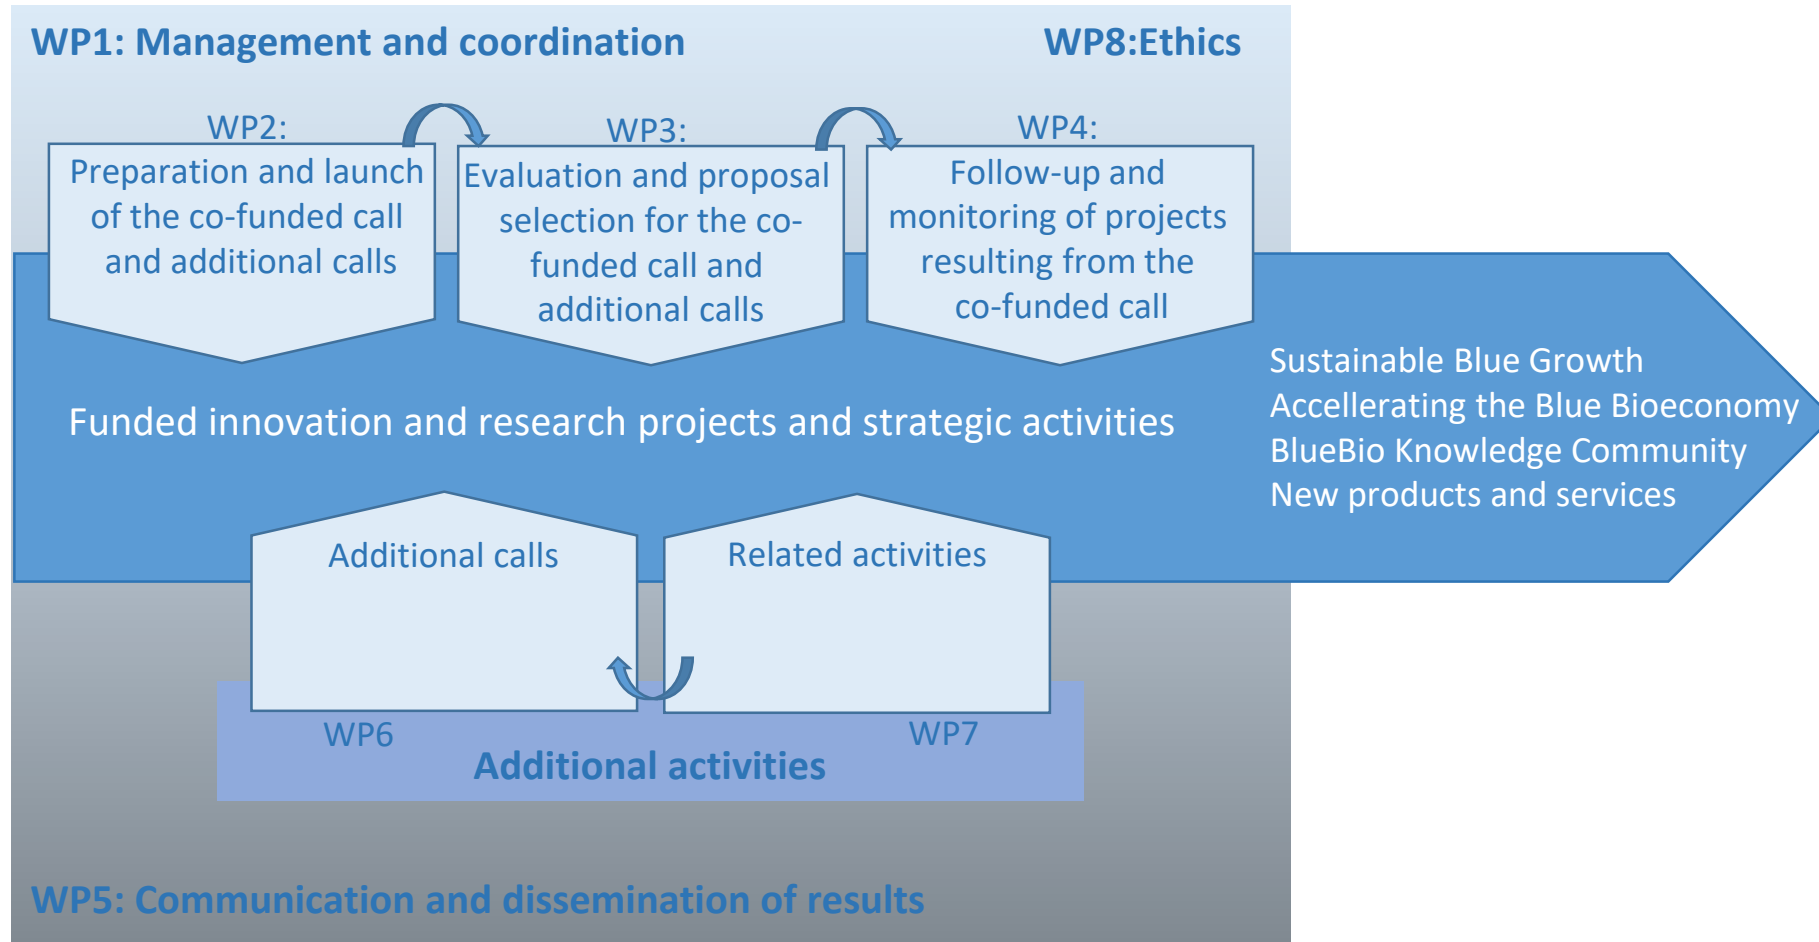 WP1: Management and coordination
WP8:Ethics
WP2:
Preparation and launch
of the co-funded call
and additional calls
WP3:
Evaluation and proposal
selection for the co-
funded call and
additional calls
WP4:
Follow-up and
monitoring of projects
resulting from the
co-funded call
Funded innovation and research projects and strategic activities
Sustainable Blue Growth
Accellerating the Blue Bioeconomy
BlueBio Knowledge Community
New products and services
Additional calls
Related activities
WP6
WP7
Additional activities
WP5: Communication and dissemination of results